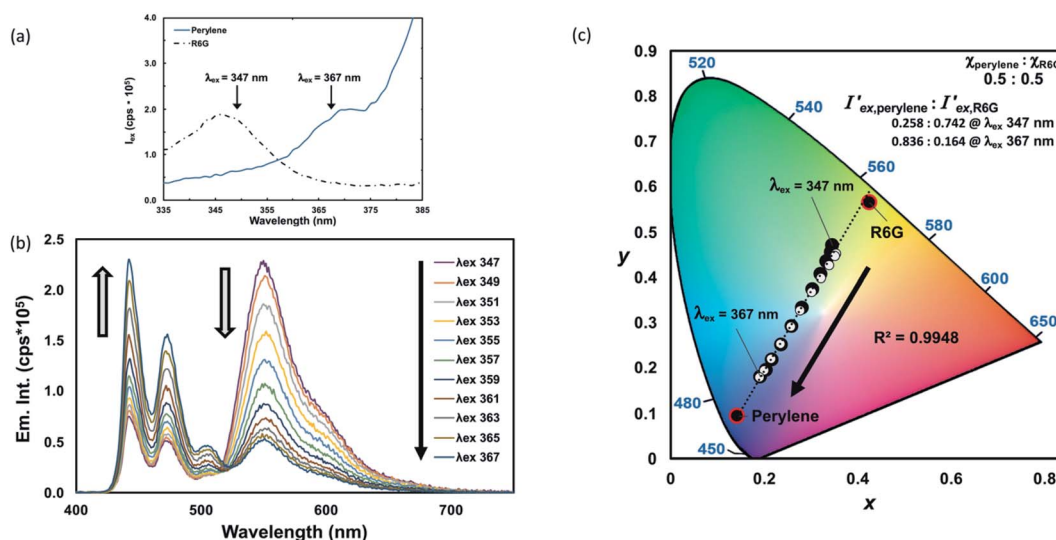 (a)
4.0
3.0
2.0
1.0
0.0
Iex (cps * 10⁵)
Perylene
R6G
λex = 347 nm
λex = 367 nm
335 345 355 365 375 385
Wavelength (nm)
(b)
2.5
2.0
1.5
1.0
0.5
0.0
Em. Int. (cps*10⁵)
λex 347
λex 349
λex 351
λex 353
λex 355
λex 357
λex 359
λex 361
λex 363
λex 365
λex 367
400 500 600 700
Wavelength (nm)
(c)
0.9
0.8
0.7
0.6
0.5
0.4
0.3
0.2
0.1
0
y
520
540
560
580
600
650
480
450
χperylene : χR6G
0.5 : 0.5
I'ex,perylene : I'ex,R6G
0.258 : 0.742 @ λex 347 nm
0.836 : 0.164 @ λex 367 nm
λex = 347 nm
R6G
λex = 367 nm
R² = 0.9948
Perylene
0 0.2 0.4 0.6 0.8
x